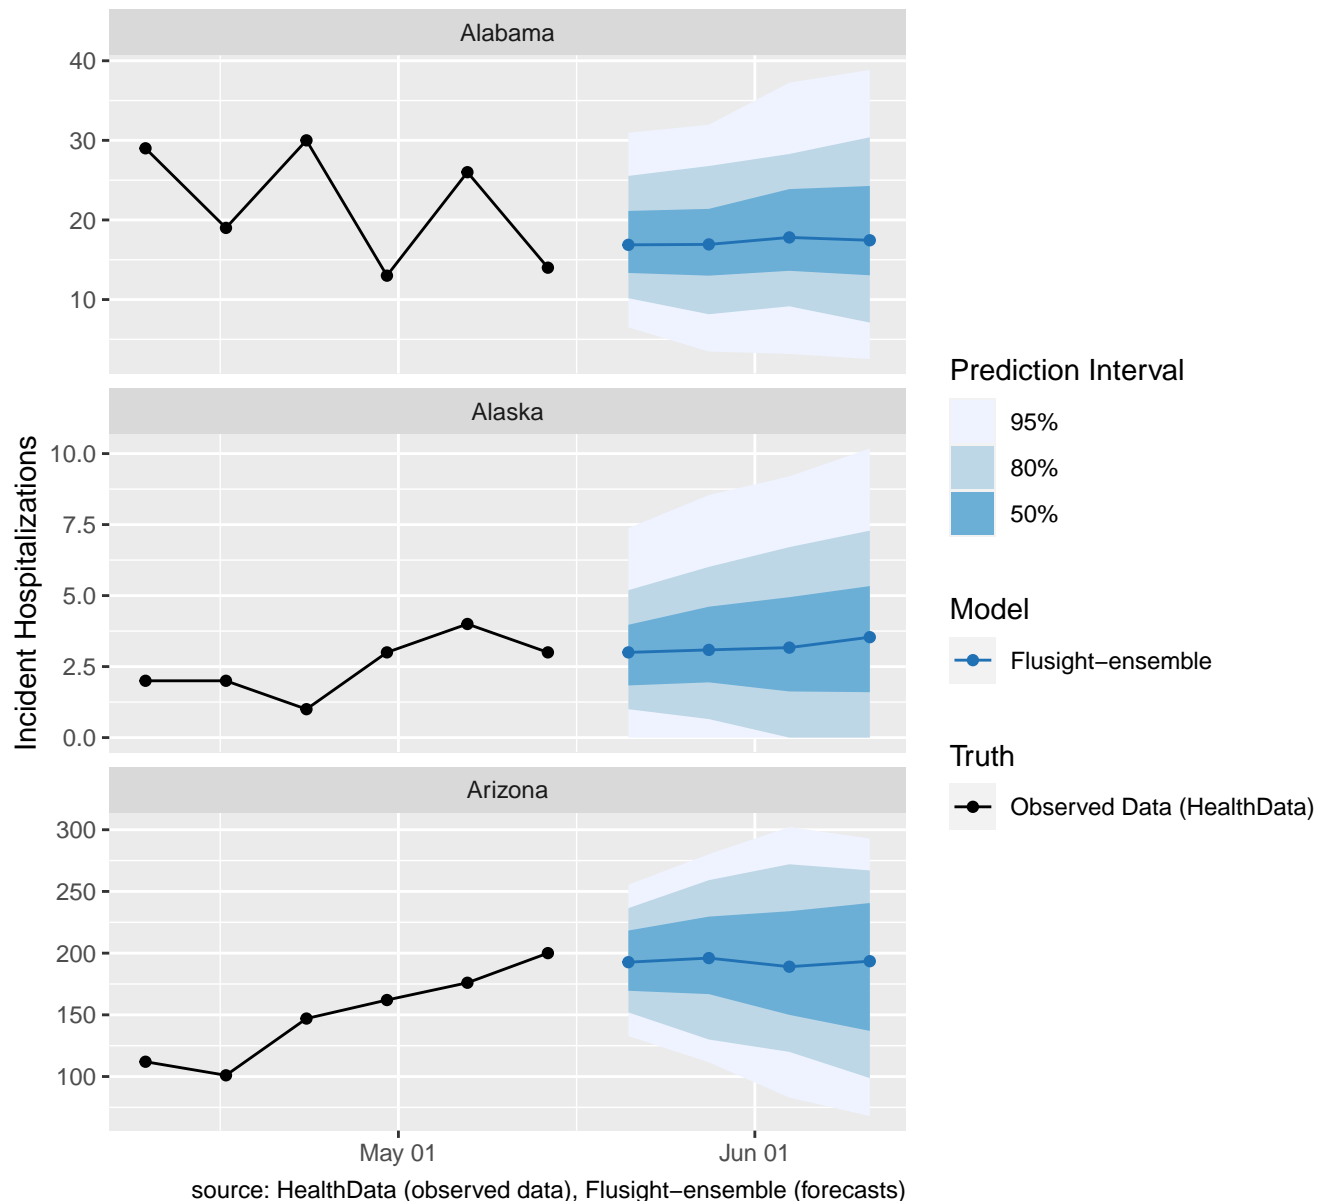 Alabama
40
30
20
10
Alaska
10.0
7.5
5.0
2.5
0.0
Arizona
300
250
200
150
100
May 01
Jun 01
Incident Hospitalizations
source: HealthData (observed data), Flusight−ensemble (forecasts)
Prediction Interval
95%
80%
50%
Model
Flusight−ensemble
Truth
Observed Data (HealthData)